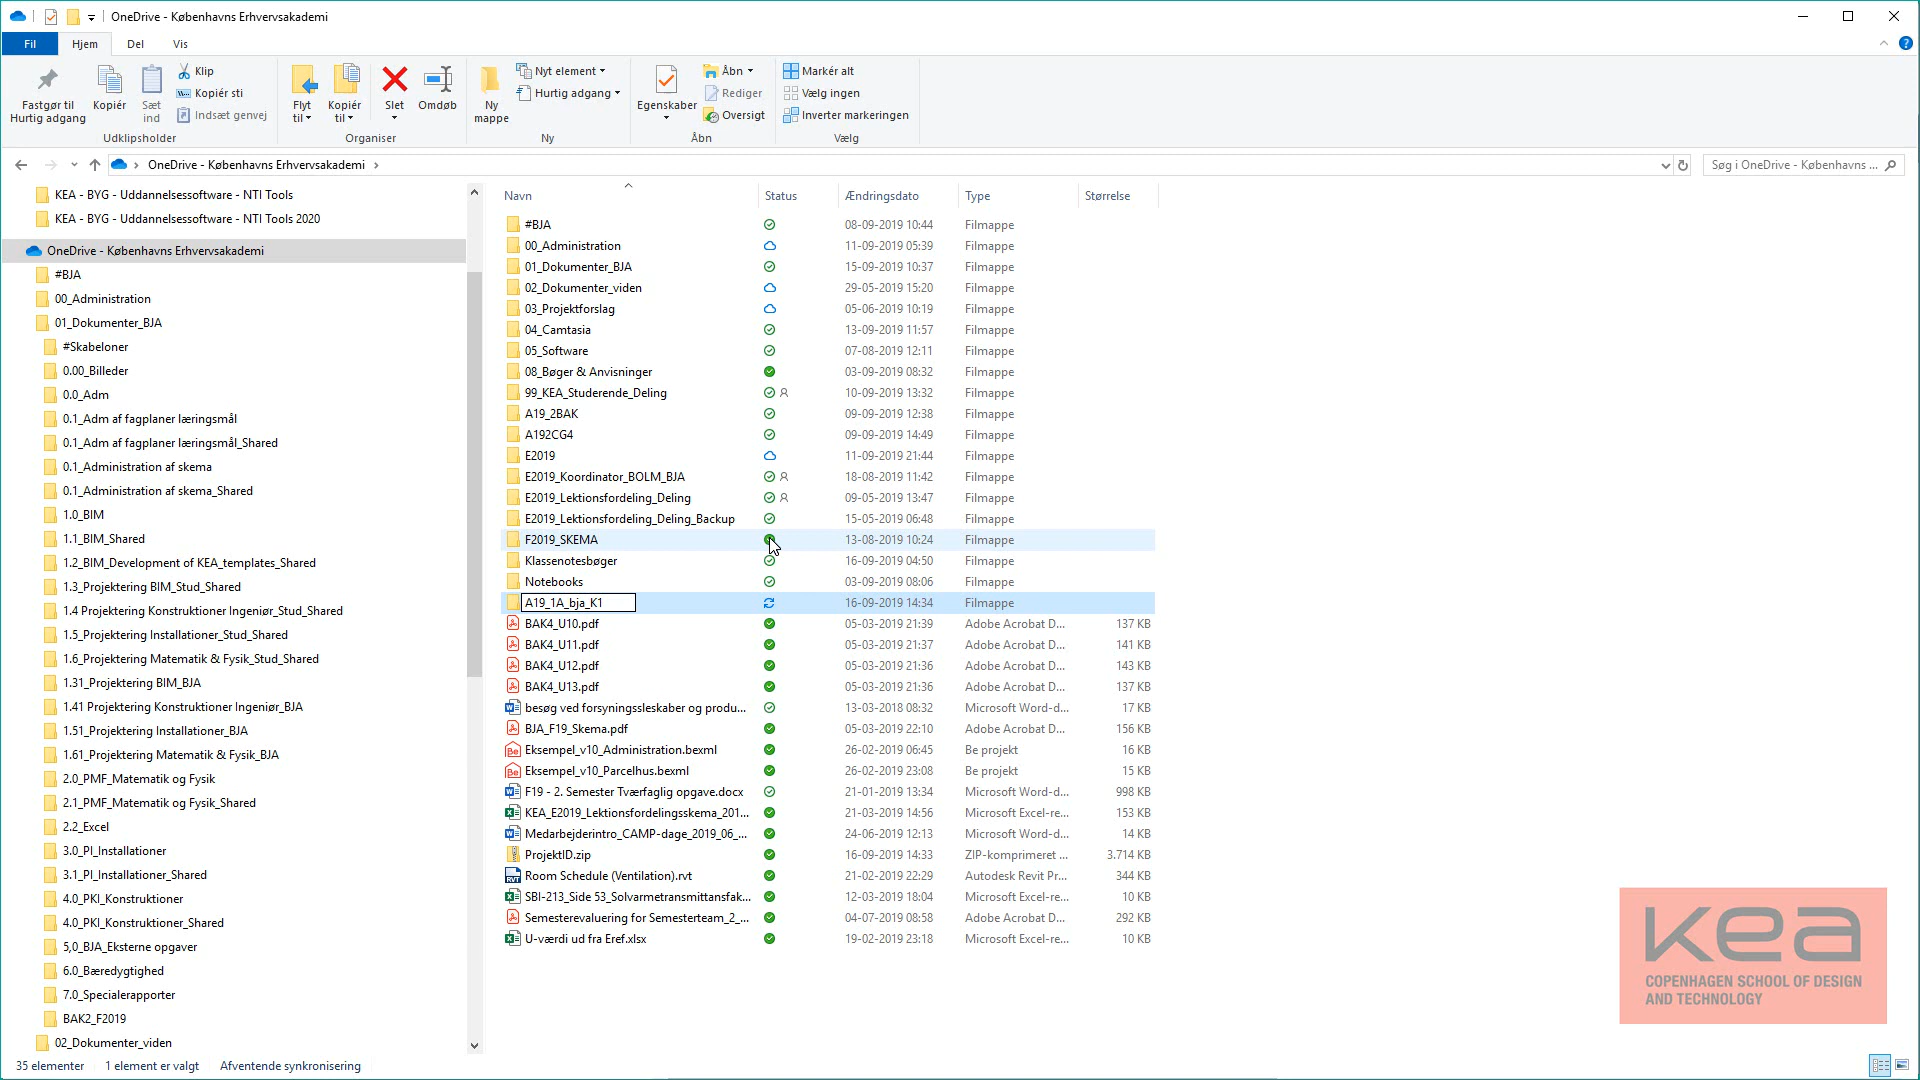 OneDrive - Københavns Erhvervsakademi
Fil
Hjem
Del
Vis
Fastgør til
Hurtig adgang
Kopiér
Sæt
ind
Klip
Kopiér sti
Indsæt genvej
Udklipsholder
Flyt
til
Kopiér
til
Slet
Omdøb
Organiser
Ny
mappe
Nyt element
Hurtig adgang
Ny
Egenskaber
Åbn
Rediger
Oversigt
Åbn
Markér alt
Vælg ingen
Inverter markeringen
Vælg
OneDrive - Københavns Erhvervsakademi
Søg i OneDrive - Københavns ...
KEA - BYG - Uddannelsessoftware - NTI Tools
KEA - BYG - Uddannelsessoftware - NTI Tools 2020
OneDrive - Københavns Erhvervsakademi
#BJA
00_Administration
01_Dokumenter_BJA
#Skabeloner
0.00_Billeder
0.0_Adm
0.1_Adm af fagplaner læringsmål
0.1_Adm af fagplaner læringsmål_Shared
0.1_Administration af skema
0.1_Administration af skema_Shared
1.0_BIM
1.1_BIM_Shared
1.2_BIM_Development of KEA_templates_Shared
1.3_Projektering BIM_Stud_Shared
1.4 Projektering Konstruktioner Ingeniør_Stud_Shared
1.5_Projektering Installationer_Stud_Shared
1.6_Projektering Matematik & Fysik_Stud_Shared
1.31_Projektering BIM_BJA
1.41 Projektering Konstruktioner Ingeniør_BJA
1.51_Projektering Installationer_BJA
1.61_Projektering Matematik & Fysik_BJA
2.0_PMF_Matematik og Fysik
2.1_PMF_Matematik og Fysik_Shared
2.2_Excel
3.0_PI_Installationer
3.1_PI_Installationer_Shared
4.0_PKI_Konstruktioner
4.0_PKI_Konstruktioner_Shared
5,0_BJA_Eksterne opgaver
6.0_Bæredygtighed
7.0_Specialerapporter
BAK2_F2019
02_Dokumenter_viden
Navn Status Ændringsdato Type Størrelse
#BJA 08-09-2019 10:44 Filmappe
00_Administration 11-09-2019 05:39 Filmappe
01_Dokumenter_BJA 15-09-2019 10:37 Filmappe
02_Dokumenter_viden 29-05-2019 15:20 Filmappe
03_Projektforslag 05-06-2019 10:19 Filmappe
04_Camtasia 13-09-2019 11:57 Filmappe
05_Software 07-08-2019 12:11 Filmappe
08_Bøger & Anvisninger 03-09-2019 08:32 Filmappe
99_KEA_Studerende_Deling 10-09-2019 13:32 Filmappe
A19_2BAK 09-09-2019 12:38 Filmappe
A192CG4 09-09-2019 14:49 Filmappe
E2019 11-09-2019 21:44 Filmappe
E2019_Koordinator_BOLM_BJA 18-08-2019 11:42 Filmappe
E2019_Lektionsfordeling_Deling 09-05-2019 13:47 Filmappe
E2019_Lektionsfordeling_Deling_Backup 15-05-2019 06:48 Filmappe
F2019_SKEMA 13-08-2019 10:24 Filmappe
Klassenotesbøger 16-09-2019 04:50 Filmappe
Notebooks 03-09-2019 08:06 Filmappe
A19_1A_bja_K1 16-09-2019 14:34 Filmappe
BAK4_U10.pdf 05-03-2019 21:39 Adobe Acrobat D... 137 KB
BAK4_U11.pdf 05-03-2019 21:37 Adobe Acrobat D... 141 KB
BAK4_U12.pdf 05-03-2019 21:36 Adobe Acrobat D... 143 KB
BAK4_U13.pdf 05-03-2019 21:36 Adobe Acrobat D... 137 KB
besøg ved forsyningssleskaber og produ... 13-03-2018 08:32 Microsoft Word-d... 17 KB
BJA_F19_Skema.pdf 05-03-2019 22:10 Adobe Acrobat D... 156 KB
Eksempel_v10_Administration.bexml 26-02-2019 06:45 Be projekt 16 KB
Eksempel_v10_Parcelhus.bexml 26-02-2019 23:08 Be projekt 15 KB
F19 - 2. Semester Tværfaglig opgave.docx 21-01-2019 13:34 Microsoft Word-d... 998 KB
KEA_E2019_Lektionsfordelingsskema_201... 21-03-2019 14:56 Microsoft Excel-re... 153 KB
Medarbejderintro_CAMP-dage_2019_06_... 24-06-2019 12:13 Microsoft Word-d... 14 KB
ProjektID.zip 16-09-2019 14:33 ZIP-komprimeret ... 3.714 KB
Room Schedule (Ventilation).rvt 21-02-2019 22:29 Autodesk Revit Pr... 344 KB
SBI-213_Side 53_Solvarmetransmittansfak... 12-03-2019 18:04 Microsoft Excel-re... 10 KB
Semesterevaluering for Semesterteam_2_... 04-07-2019 08:58 Adobe Acrobat D... 292 KB
U-værdi ud fra Eref.xlsx 19-02-2019 23:18 Microsoft Excel-re... 10 KB
kea
COPENHAGEN SCHOOL OF DESIGN
AND TECHNOLOGY
35 elementer 1 element er valgt Afventende synkronisering